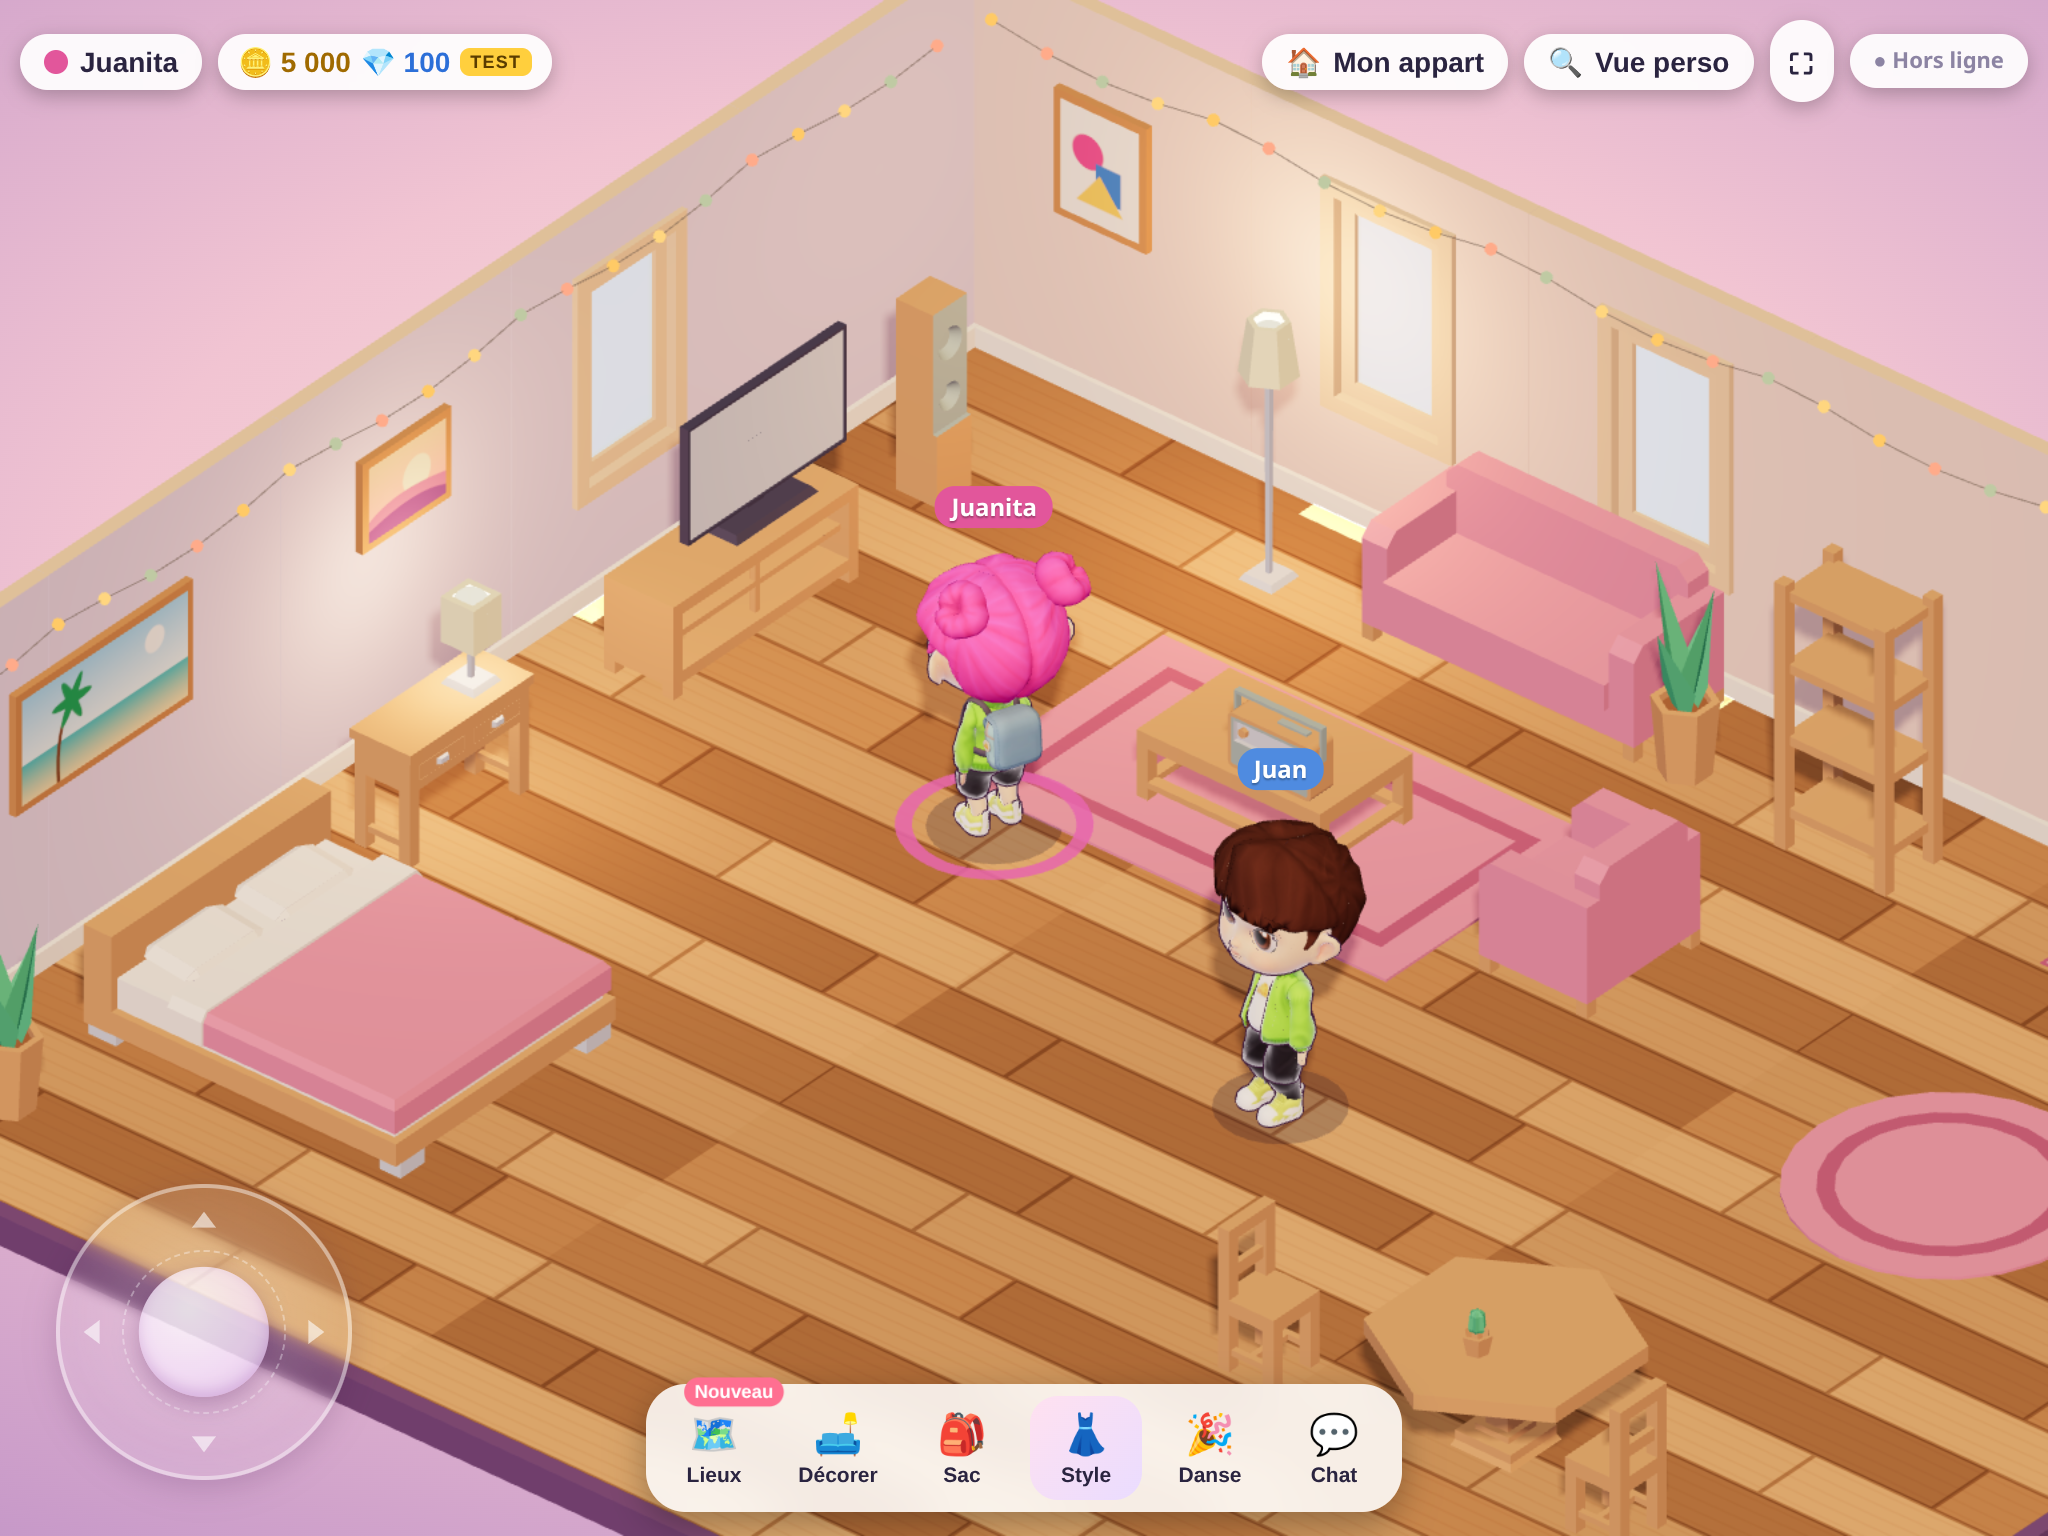 Juanita
5 000 100 TEST
Mon appart
Vue perso
Hors ligne
Juanita
Juan
Nouveau
Lieux
Décorer
Sac
Style
Danse
Chat